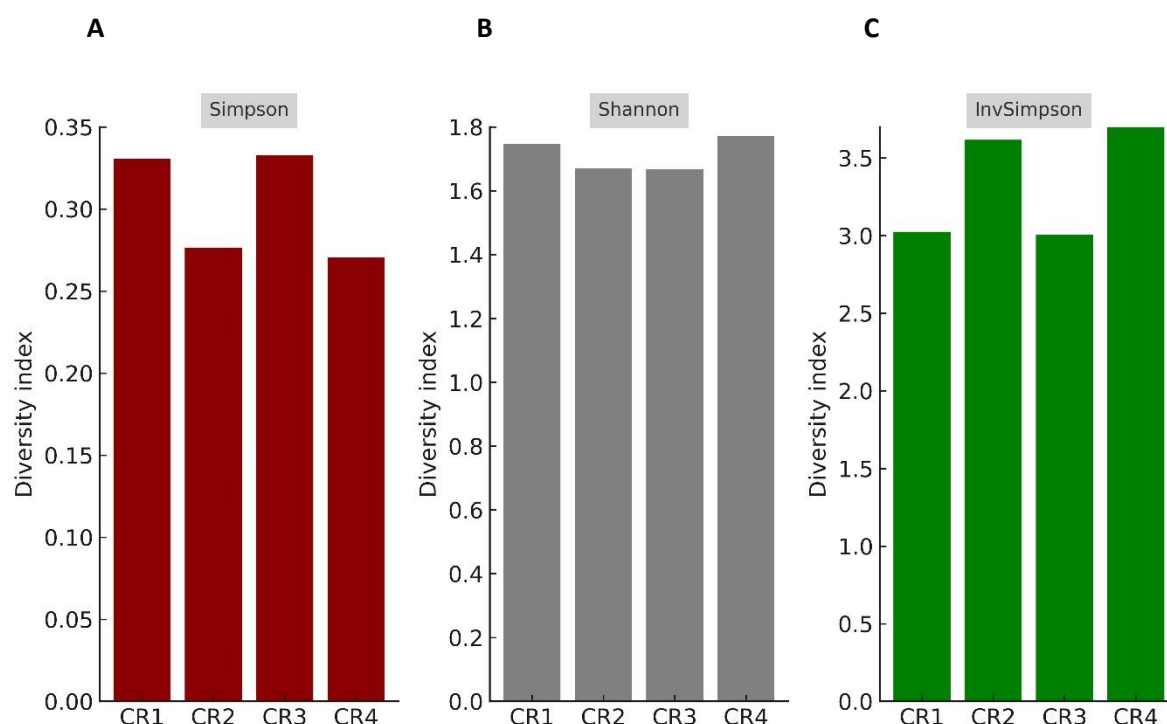 A
B
C
Simpson
Shannon
InvSimpson
Diversity index
0.35
0.30
0.25
0.20
0.15
0.10
0.05
0.00
CR1 CR2 CR3 CR4
Diversity index
1.8
1.6
1.4
1.2
1.0
0.8
0.6
0.4
0.2
0.0
CR1 CR2 CR3 CR4
Diversity index
3.5
3.0
2.5
2.0
1.5
1.0
0.5
0.0
CR1 CR2 CR3 CR4